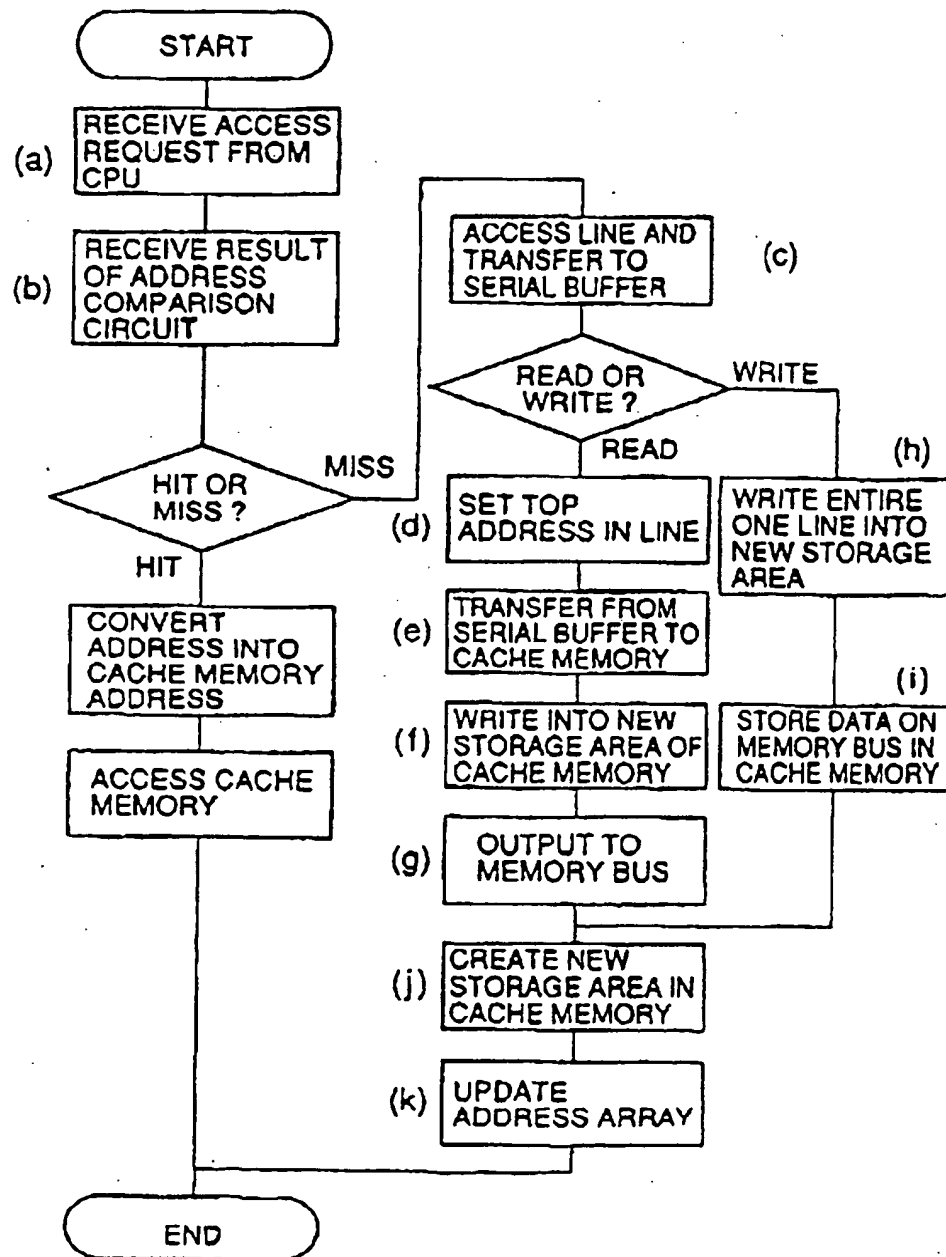 START
(a)
RECEIVE ACCESS
REQUEST FROM
CPU
(b)
RECEIVE RESULT
OF ADDRESS
COMPARISON
CIRCUIT
HIT OR
MISS ?
MISS
HIT
CONVERT
ADDRESS INTO
CACHE MEMORY
ADDRESS
ACCESS CACHE
MEMORY
ACCESS LINE AND
TRANSFER TO
SERIAL BUFFER
(c)
READ OR
WRITE ?
WRITE
READ
(d)
SET TOP
ADDRESS IN LINE
(e)
TRANSFER FROM
SERIAL BUFFER TO
CACHE MEMORY
(f)
WRITE INTO NEW
STORAGE AREA OF
CACHE MEMORY
(g)
OUTPUT TO
MEMORY BUS
(h)
WRITE ENTIRE
ONE LINE INTO
NEW STORAGE
AREA
(i)
STORE DATA ON
MEMORY BUS IN
CACHE MEMORY
(j)
CREATE NEW
STORAGE AREA IN
CACHE MEMORY
(k)
UPDATE
ADDRESS ARRAY
END